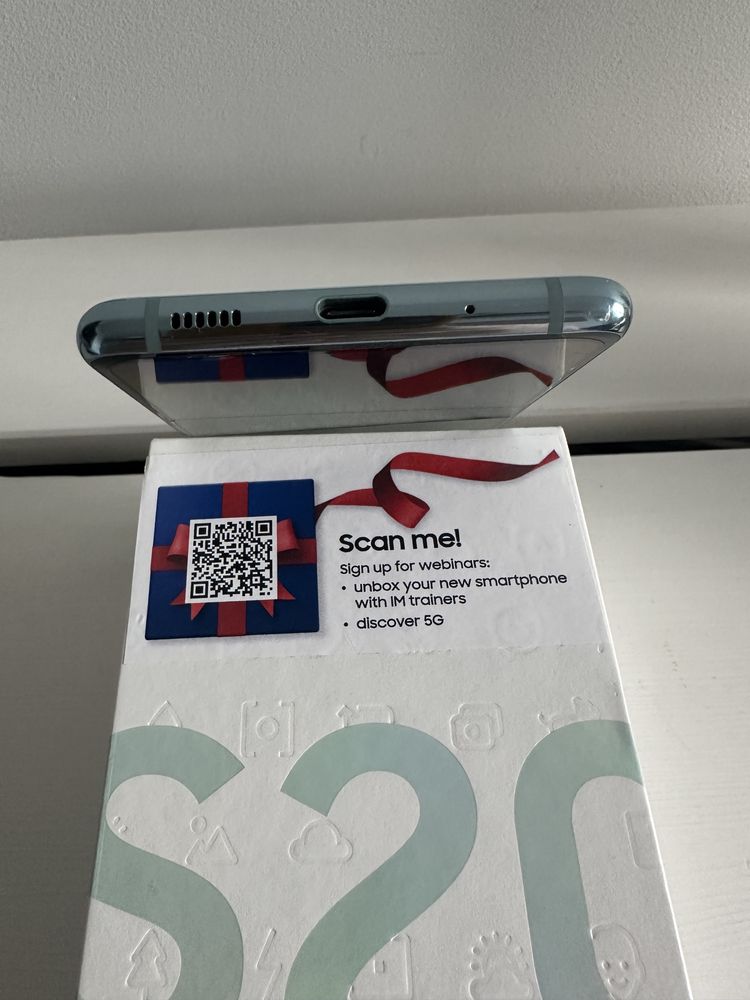 Scan me!
Sign up for webinars:
• unbox your new smartphone
with IM trainers
• discover 5G
S20